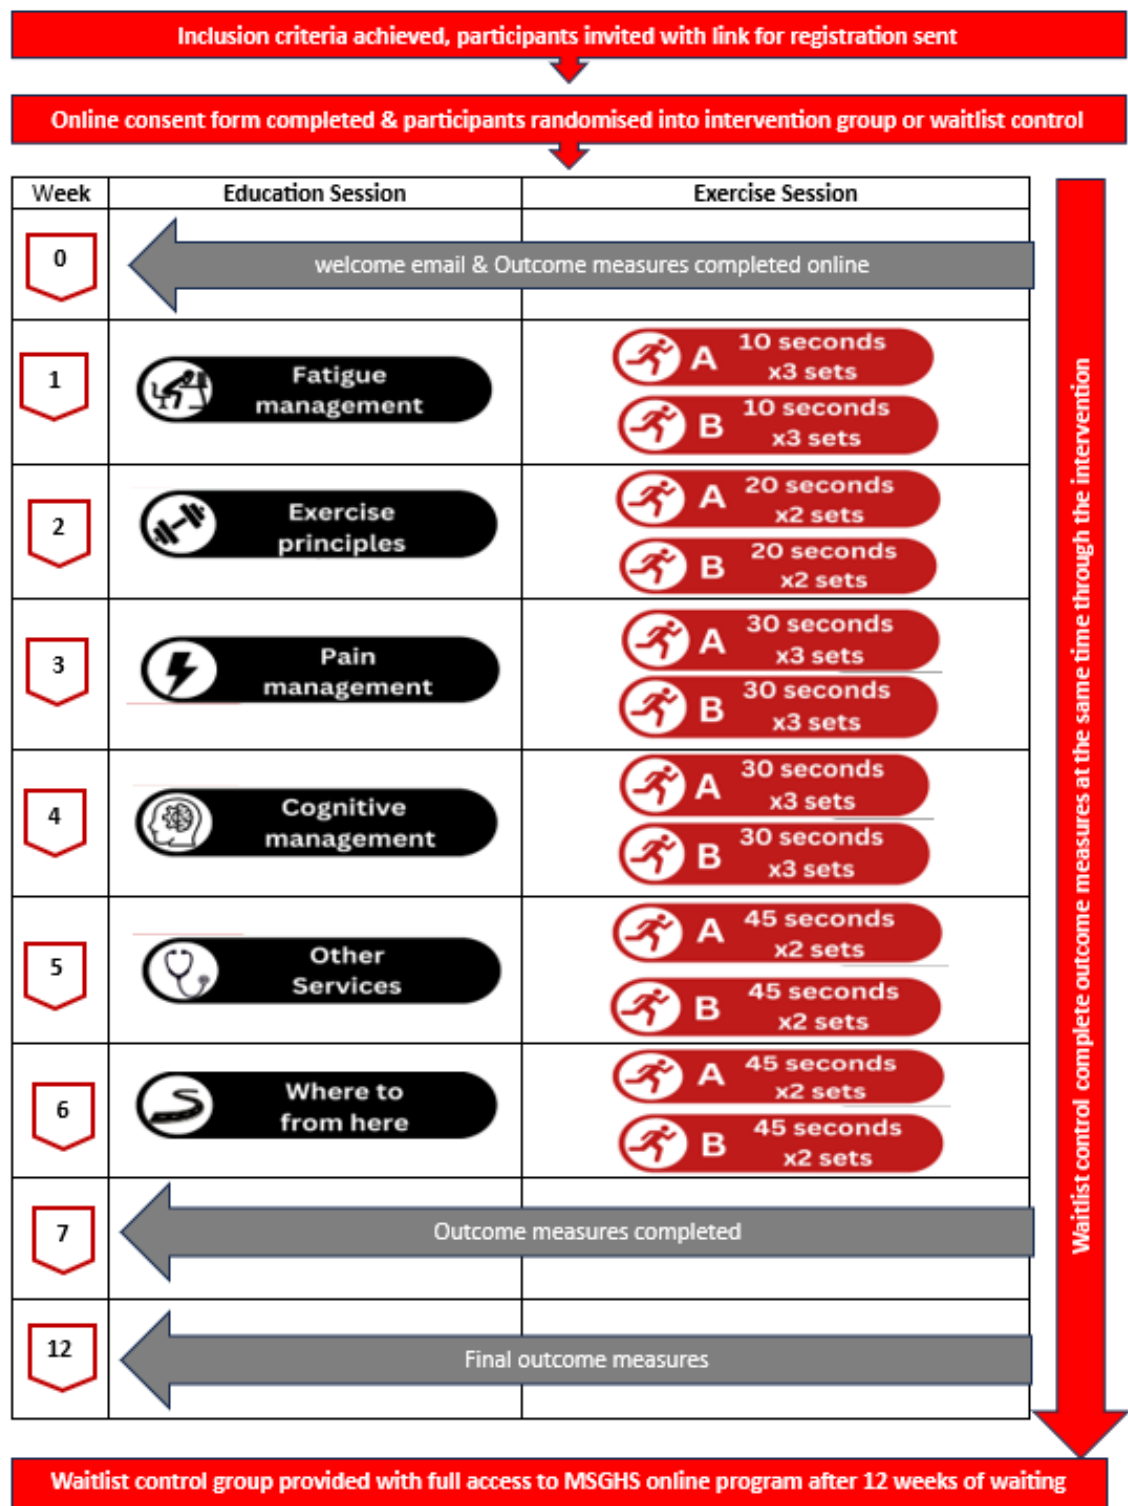 Inclusion criteria achieved, participants invited with link for registration sent
Online consent form completed & participants randomised into intervention group or waitlist control
Week
Education Session
Exercise Session
0
welcome email & Outcome measures completed online
1
Fatigue
management
A
10 seconds
x3 sets
B
10 seconds
x3 sets
2
Exercise
principles
A
20 seconds
x2 sets
B
20 seconds
x2 sets
3
Pain
management
A
30 seconds
x3 sets
B
30 seconds
x3 sets
4
Cognitive
management
A
30 seconds
x3 sets
B
30 seconds
x3 sets
5
Other
Services
A
45 seconds
x2 sets
B
45 seconds
x2 sets
6
Where to
from here
A
45 seconds
x2 sets
B
45 seconds
x2 sets
7
Outcome measures completed
12
Final outcome measures
Waitlist control complete outcome measures at the same time through the intervention
Waitlist control group provided with full access to MSGHS online program after 12 weeks of waiting